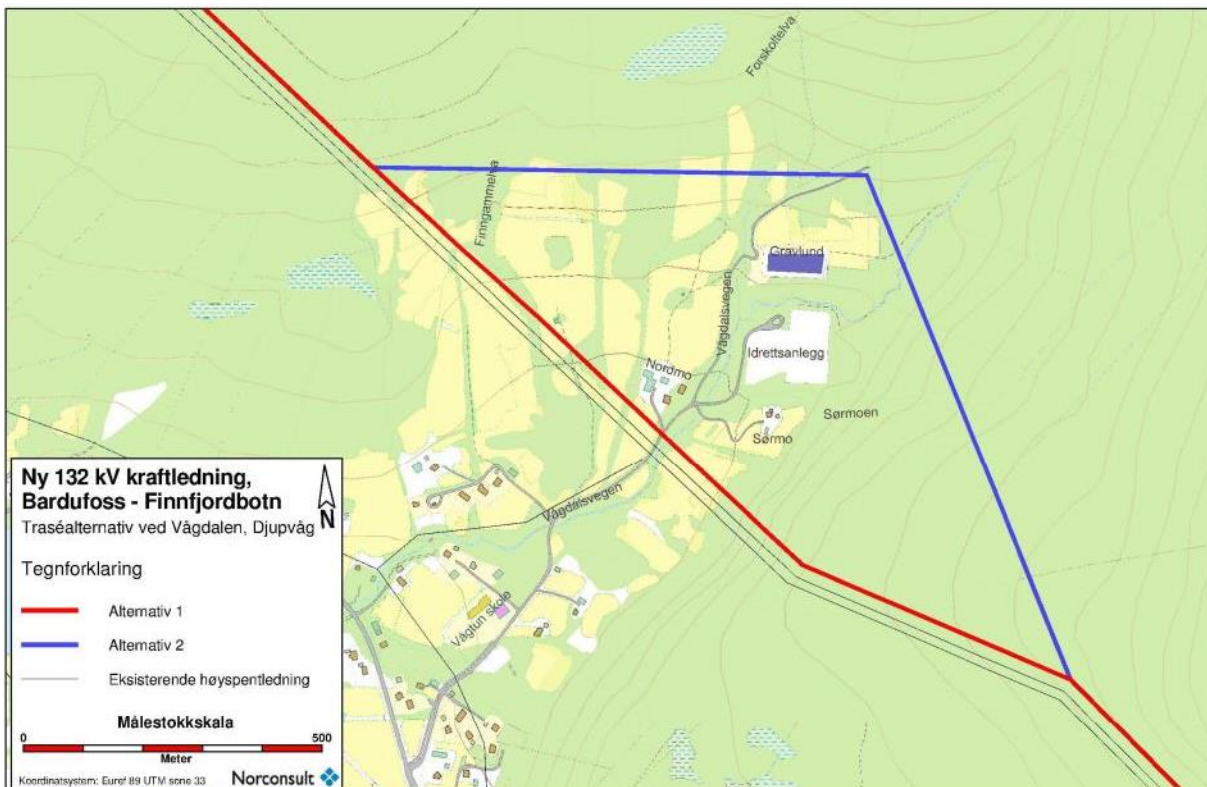 Forskoltelva
Finngammelva
Gravlund
Vågdalsvegen
Idrettsanlegg
Nordmo
Sørmoen
Sørmo
Vågdalsvegen
Vågtun skole
Ny 132 kV kraftledning,
Bardufoss - Finnfjordbotn
Traséalternativ ved Vågdalen, Djupvåg
N
Tegnforklaring
Alternativ 1
Alternativ 2
Eksisterende høyspentledning
Målestokkskala
0 500
Meter
Koordinatsystem: Euref 89 UTM sone 33
Norconsult